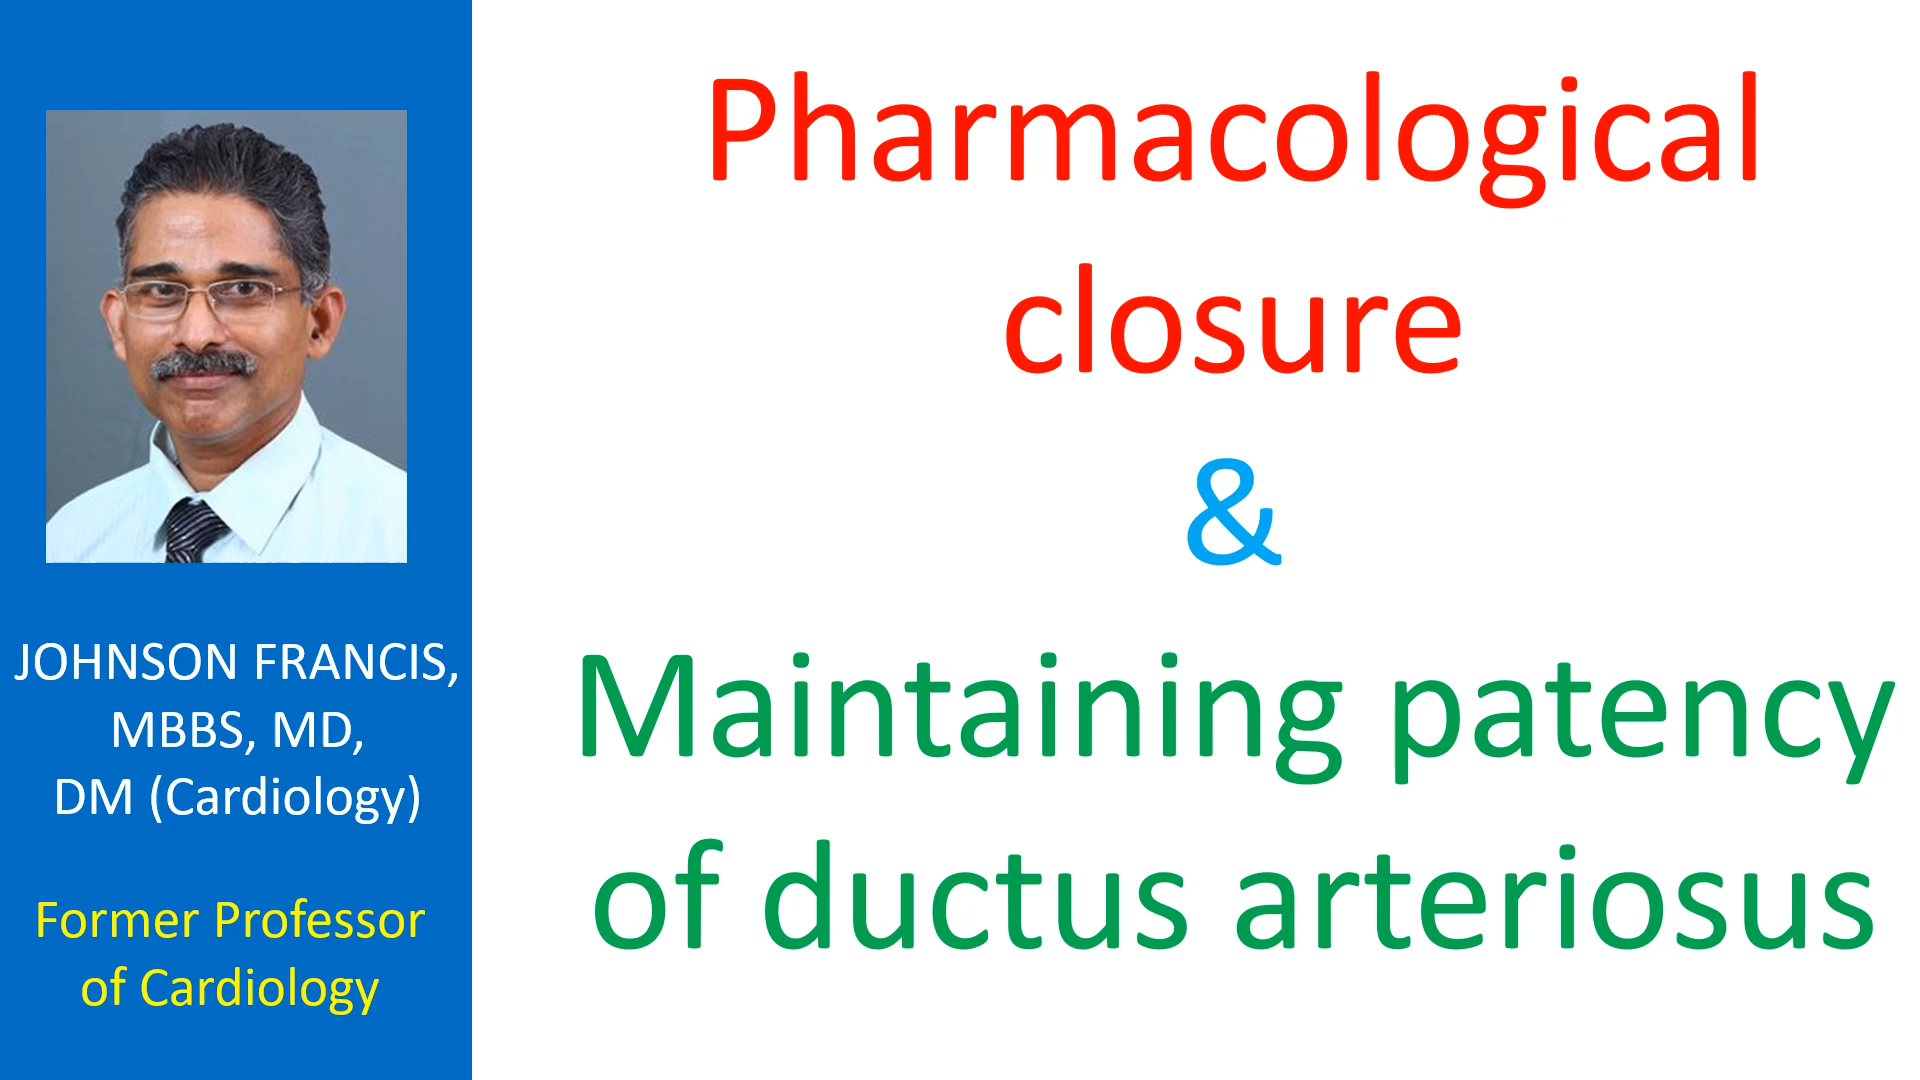 JOHNSON FRANCIS,
MBBS, MD,
DM (Cardiology)
Former Professor
of Cardiology
Pharmacological
closure
&
Maintaining patency
of ductus arteriosus